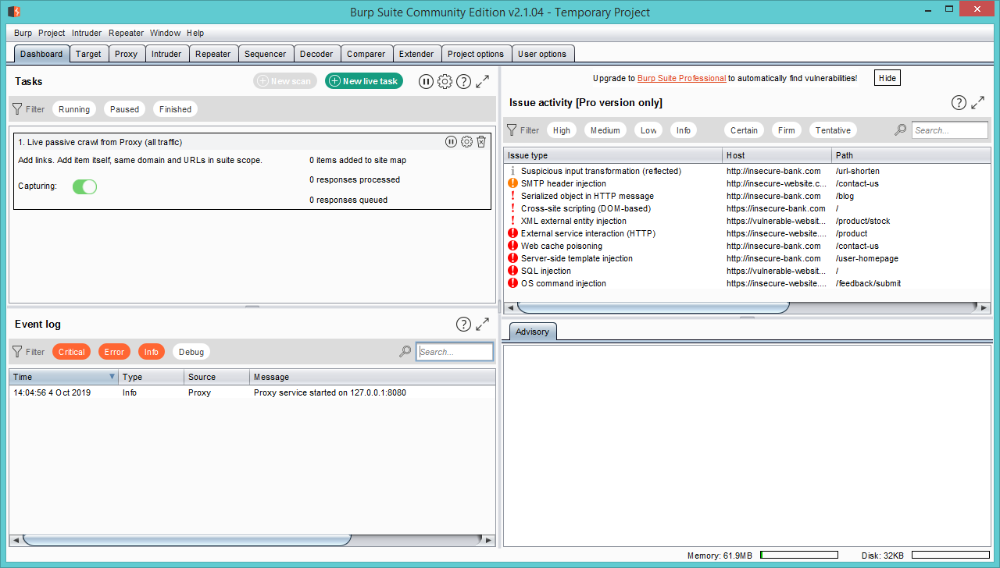 Burp Suite Community Edition v2.1.04 - Temporary Project
Burp Project Intruder Repeater Window Help
Dashboard Target Proxy Intruder Repeater Sequencer Decoder Comparer Extender Project options User options
Tasks
New scan
New live task
Filter Running Paused Finished
1. Live passive crawl from Proxy (all traffic)
Add links. Add item itself, same domain and URLs in suite scope.
0 items added to site map
0 responses processed
Capturing:
0 responses queued
Event log
Filter Critical Error Info Debug Search...
Time Type Source Message
14:04:56 4 Oct 2019 Info Proxy Proxy service started on 127.0.0.1:8080
Upgrade to Burp Suite Professional to automatically find vulnerabilities! Hide
Issue activity [Pro version only]
Filter High Medium Low Info Certain Firm Tentative Search...
Issue type Host Path
Suspicious input transformation (reflected) http://insecure-bank.com /url-shorten
SMTP header injection http://insecure-website.c... /contact-us
Serialized object in HTTP message http://insecure-bank.com /blog
Cross-site scripting (DOM-based) https://insecure-bank.com /
XML external entity injection https://vulnerable-websit... /product/stock
External service interaction (HTTP) https://insecure-website.... /product
Web cache poisoning http://insecure-bank.com /contact-us
Server-side template injection http://insecure-bank.com /user-homepage
SQL injection https://vulnerable-websit... /
OS command injection https://insecure-website.... /feedback/submit
Advisory
Memory: 61.9MB Disk: 32KB